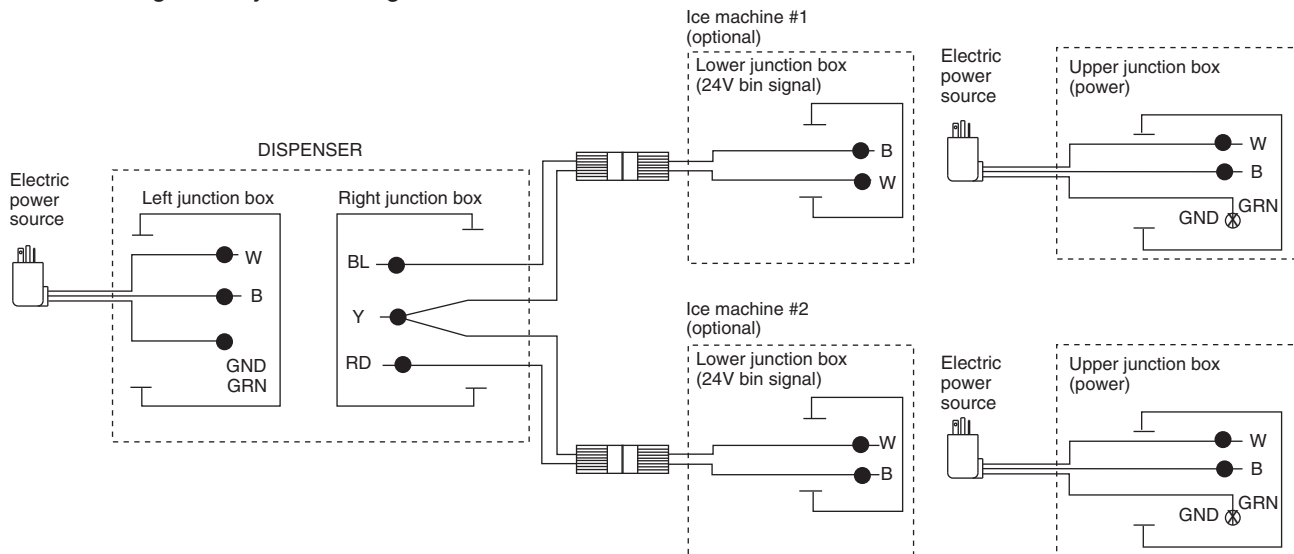 Ice machine #1
(optional)
Lower junction box
(24V bin signal)
B
W
Electric
power
source
Upper junction box
(power)
W
B
GRN
GND
DISPENSER
Electric
power
source
Left junction box
W
B
GND
GRN
Right junction box
BL
Y
RD
Ice machine #2
(optional)
Lower junction box
(24V bin signal)
W
B
Electric
power
source
Upper junction box
(power)
W
B
GRN
GND